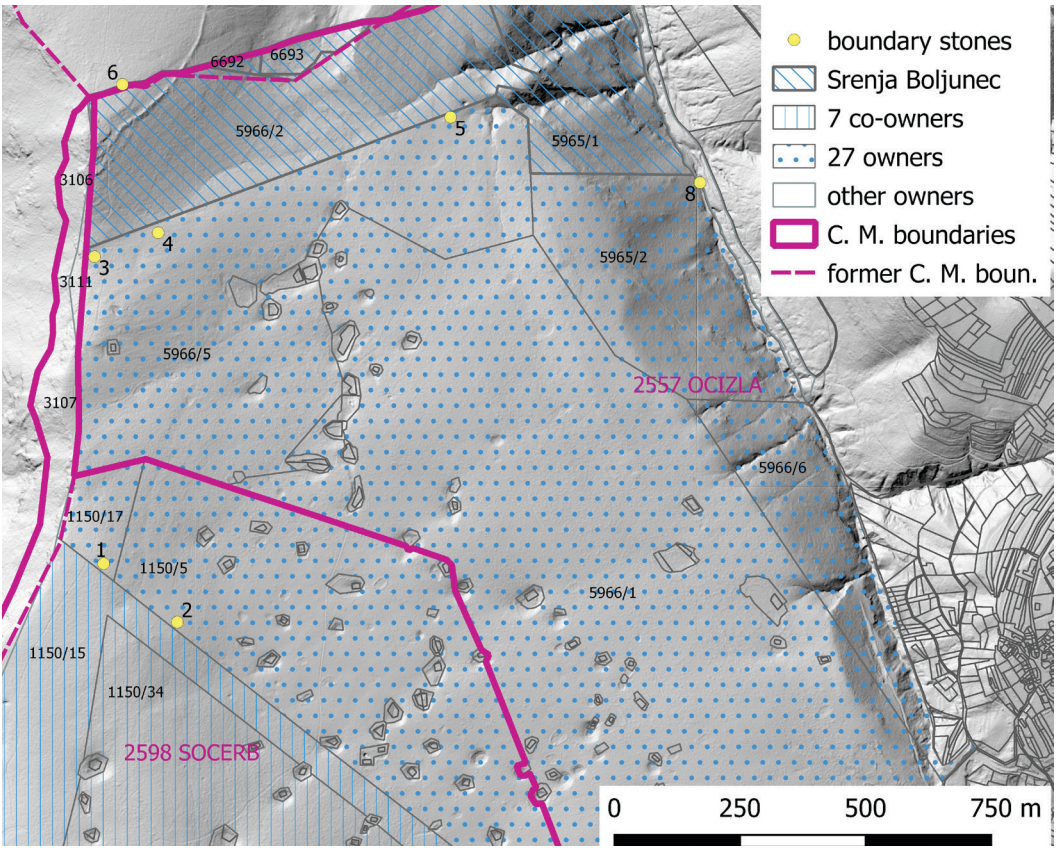 boundary stones
Srenja Boljunec
7 co-owners
27 owners
other owners
C. M. boundaries
former C. M. boun.
6692
6693
6
5966/2
5
5965/1
3106
8
4
3
5965/2
3111
5966/5
2557 OCIZLA
3107
5966/6
1150/17
1
1150/5
5966/1
2
1150/15
1150/34
2598 SOCERB
0 250 500 750 m